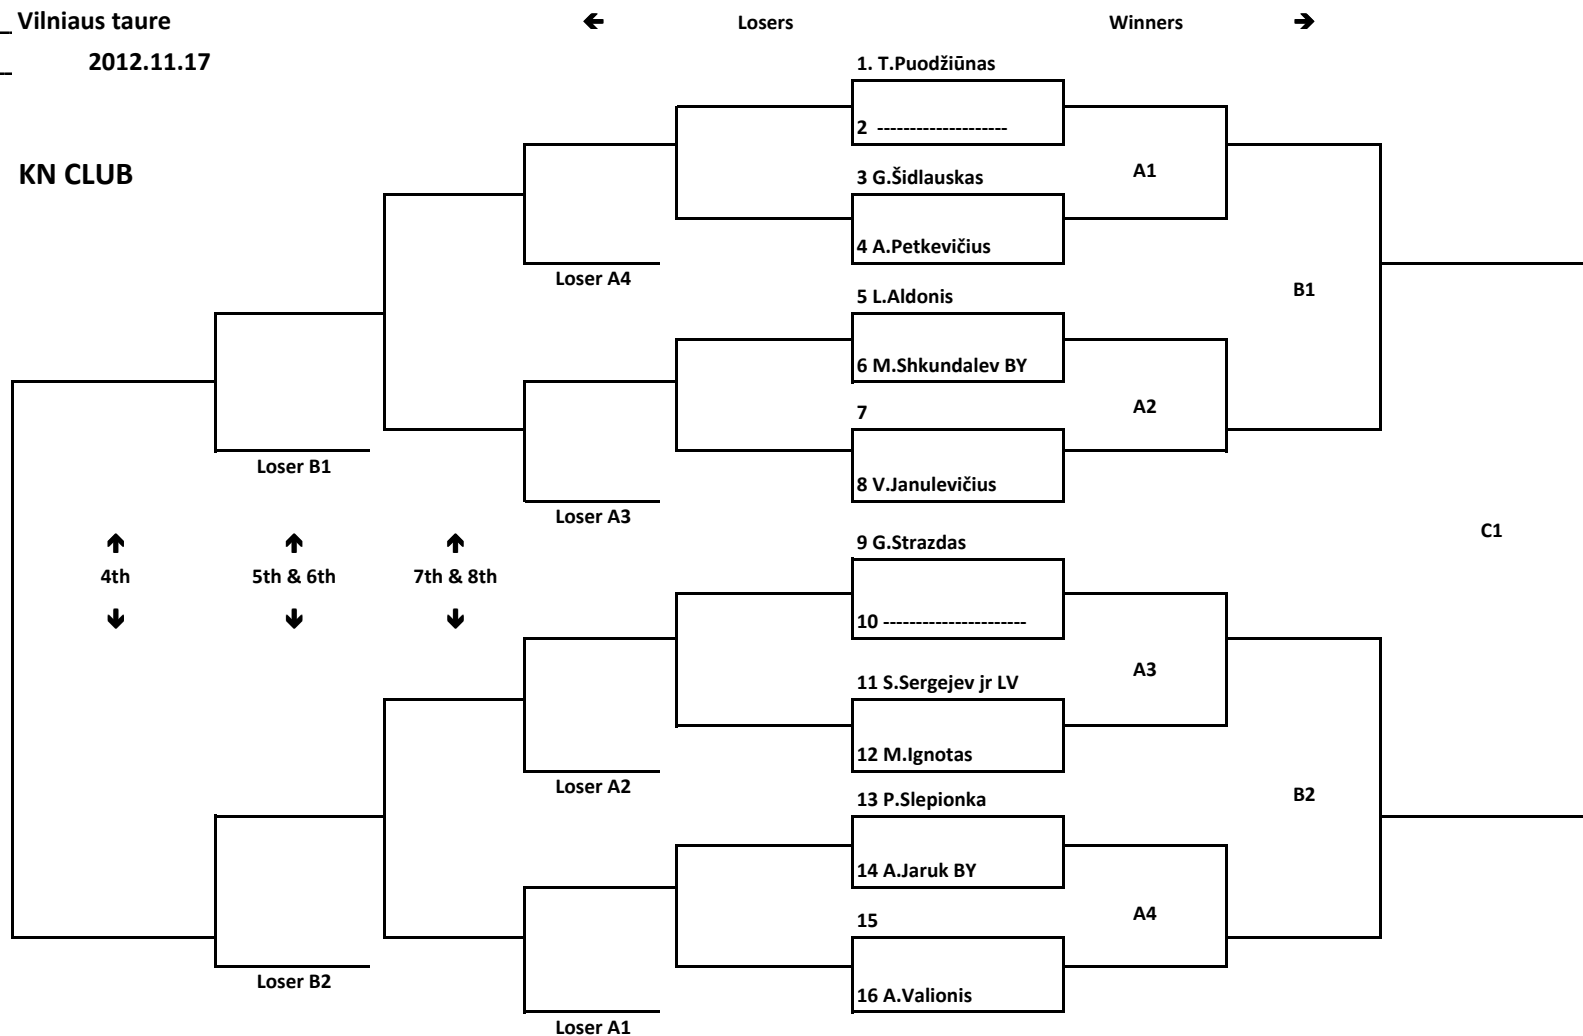 Vilniaus taure
← Losers Winners →
2012.11.17
1. T.Puodžiūnas
2 --------------------
KN CLUB
A1
3 G.Šidlauskas
4 A.Petkevičius
Loser A4
5 L.Aldonis
B1
6 M.Shkundalev BY
7
A2
Loser B1
8 V.Janulevičius
Loser A3
C1
9 G.Strazdas
4th 5th & 6th 7th & 8th
10 ----------------------
A3
11 S.Sergejev jr LV
12 M.Ignotas
Loser A2
13 P.Slepionka
B2
14 A.Jaruk BY
A4
15
Loser B2
16 A.Valionis
Loser A1